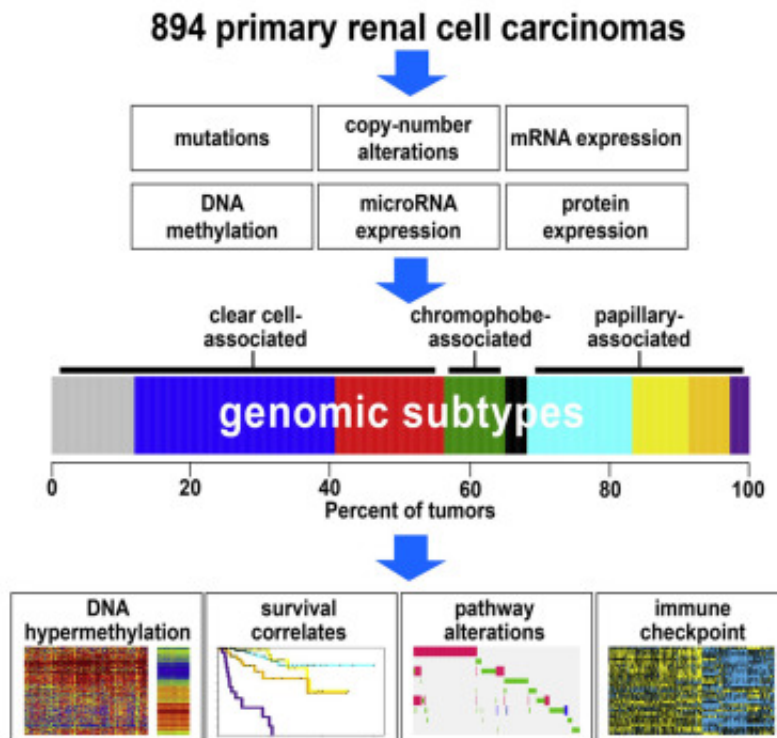 894 primary renal cell carcinomas
mutations
copy-number
alterations
mRNA expression
DNA
methylation
microRNA
expression
protein
expression
clear cell-
associated
chromophobe-
associated
papillary-
associated
genomic subtypes
0 20 40 60 80 100
Percent of tumors
DNA
hypermethylation
survival
correlates
pathway
alterations
immune
checkpoint